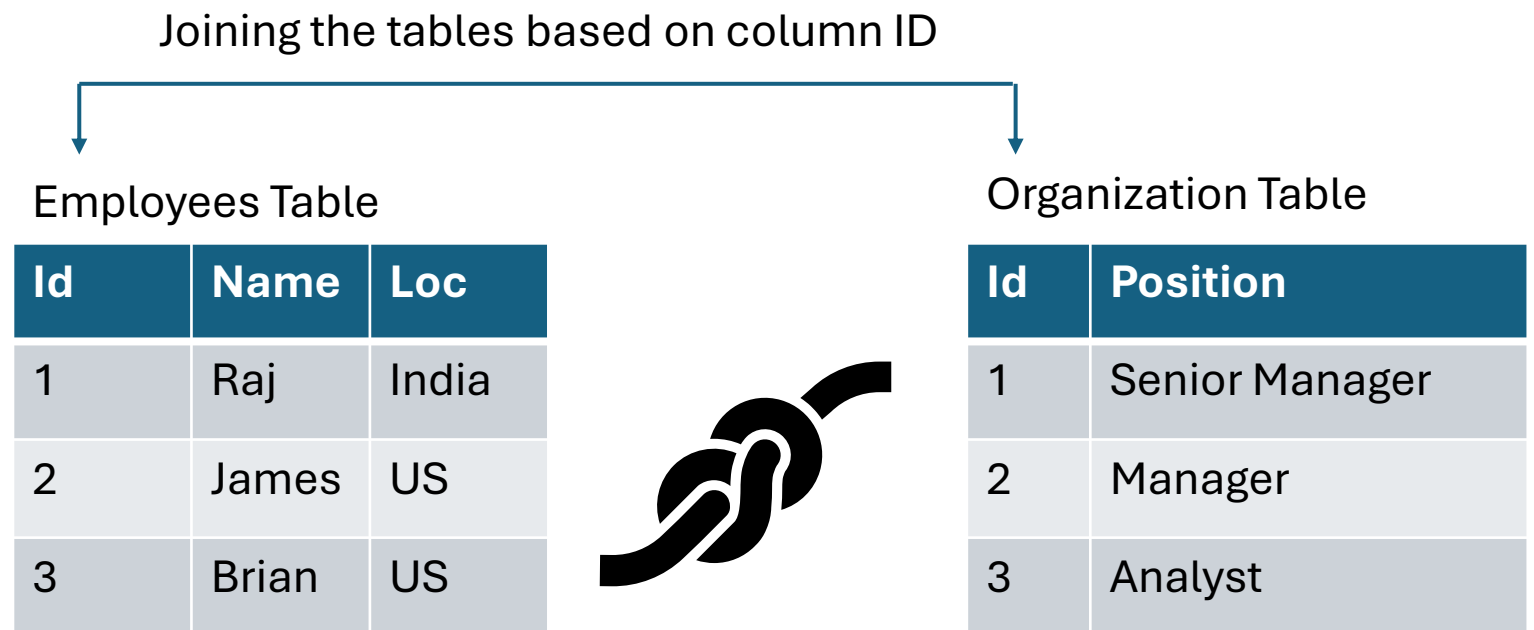 Joining the tables based on column ID
Employees Table
Id Name Loc
1 Raj India
2 James US
3 Brian US
Organization Table
Id Position
1 Senior Manager
2 Manager
3 Analyst